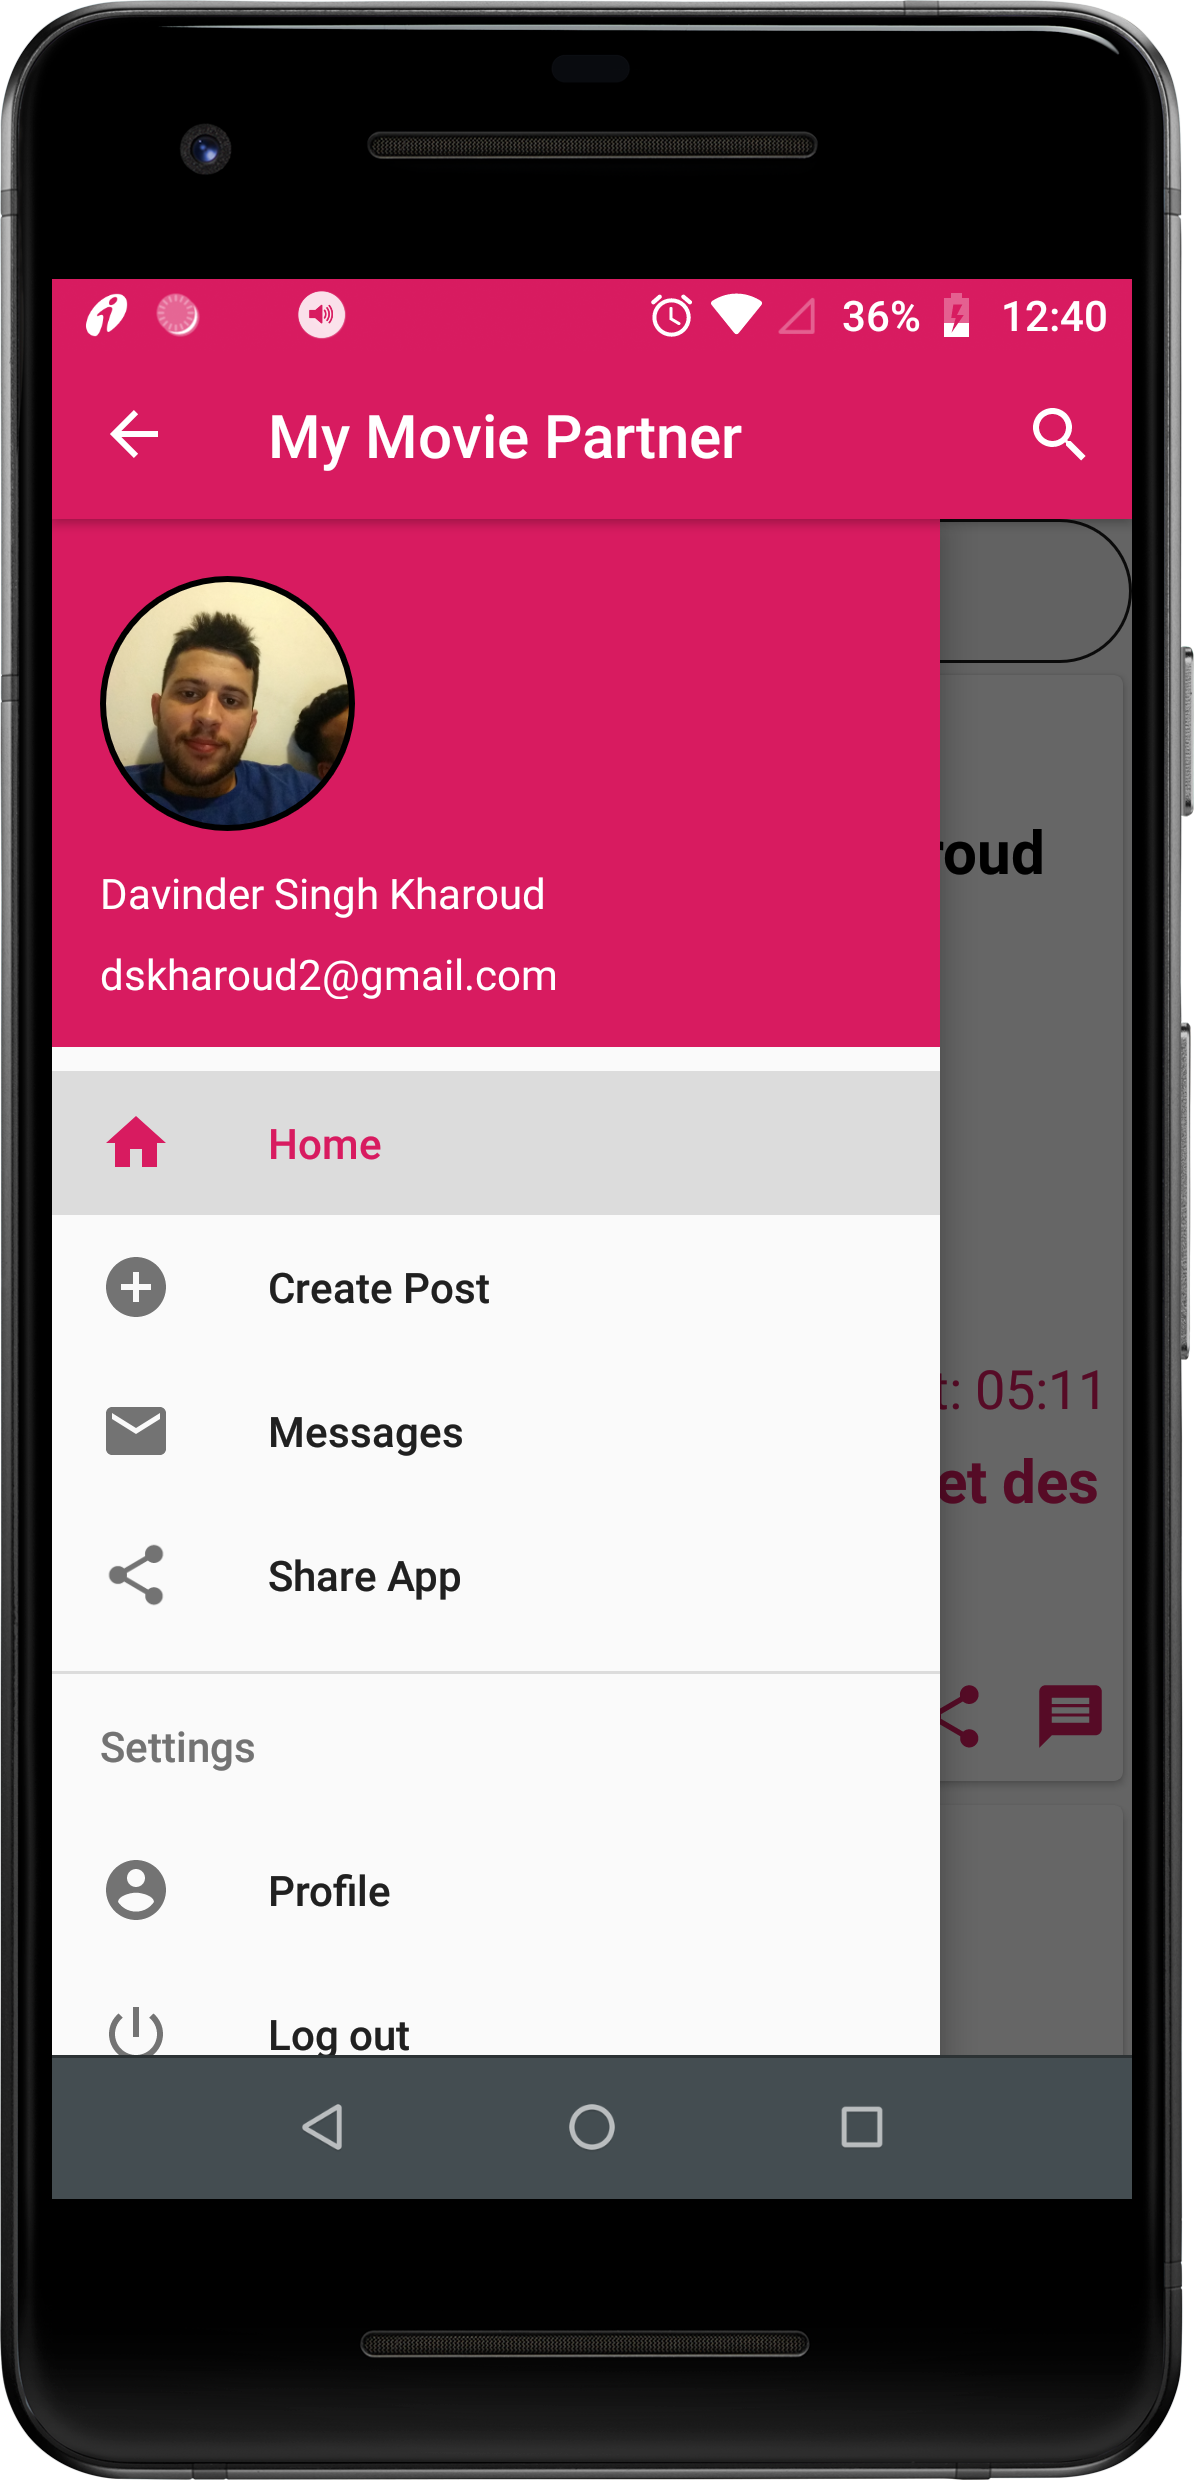 36% 12:40
My Movie Partner
roud
Davinder Singh Kharoud
dskharoud2@gmail.com
Home
Create Post
t: 05:11
Messages
et des
Share App
Settings
Profile
Log out